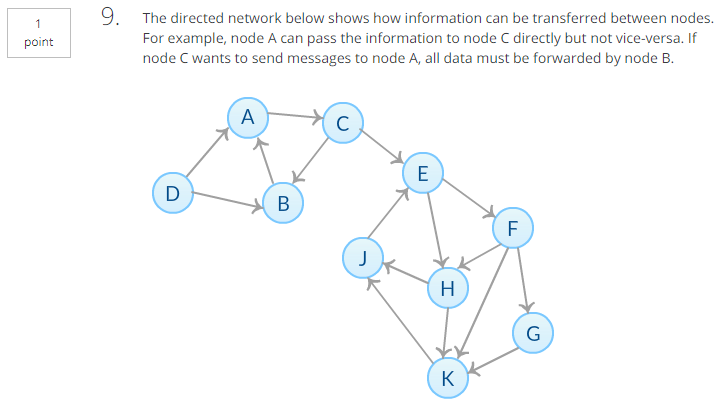 1
point
9.
The directed network below shows how information can be transferred between nodes.
For example, node A can pass the information to node C directly but not vice-versa. If
node C wants to send messages to node A, all data must be forwarded by node B.
A
C
E
D
B
F
J
H
G
K